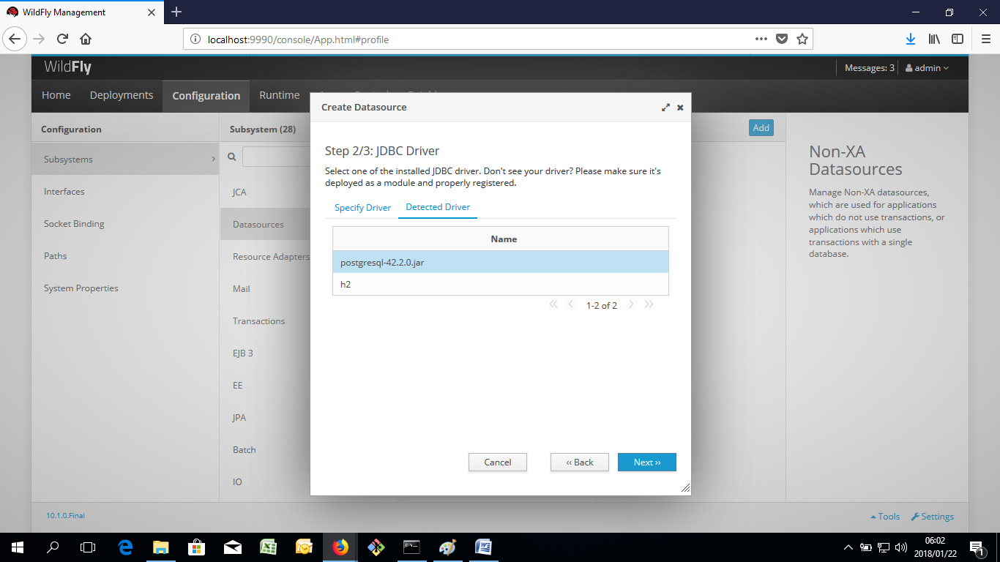 WildFly Management
localhost:9990/console/App.html#profile
WildFly
Messages: 3
admin
Home
Deployments
Configuration
Runtime
Create Datasource
Configuration
Subsystem (28)
Add
Subsystems
Interfaces
Socket Binding
Paths
System Properties
JCA
Datasources
Resource Adapters
Mail
Transactions
EJB 3
EE
JPA
Batch
IO
Step 2/3: JDBC Driver
Select one of the installed JDBC driver. Don't see your driver? Please make sure it's
deployed as a module and properly registered.
Specify Driver
Detected Driver
Name
postgresql-42.2.0.jar
h2
1-2 of 2
Cancel
‹‹ Back
Next ››
Non-XA
Datasources
Manage Non-XA datasources,
which are used for applications
which do not use transactions, or
applications which use
transactions with a single
database.
10.1.0.Final
Tools
Settings
06:02
2018/01/22
1